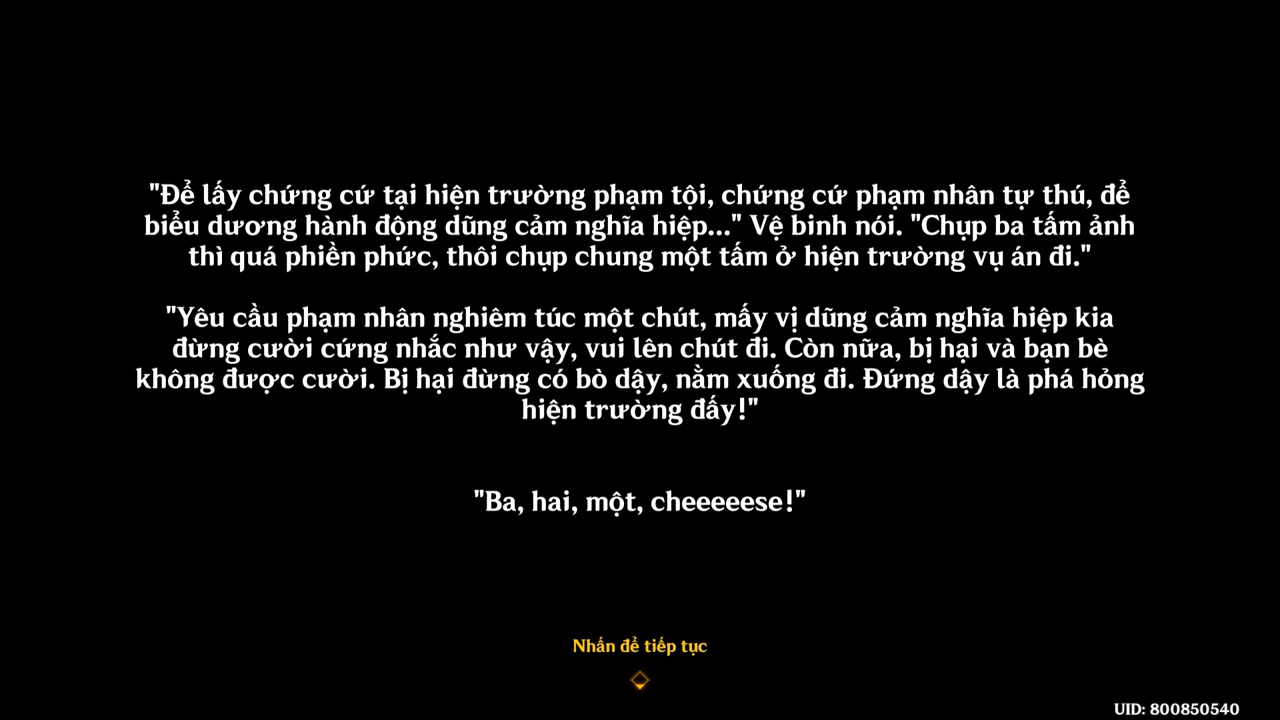 "Để lấy chứng cứ tại hiện trường phạm tội, chứng cứ phạm nhân tự thú, để
biểu dương hành động dũng cảm nghĩa hiệp..." Vệ binh nói. "Chụp ba tấm ảnh
thì quá phiền phức, thôi chụp chung một tấm ở hiện trường vụ án đi."
"Yêu cầu phạm nhân nghiêm túc một chút, mấy vị dũng cảm nghĩa hiệp kia
đừng cười cứng nhắc như vậy, vui lên chút đi. Còn nữa, bị hại và bạn bè
không được cười. Bị hại đừng có bò dậy, nằm xuống đi. Đứng dậy là phá hỏng
hiện trường đấy!"
"Ba, hai, một, cheeeeese!"
Nhấn để tiếp tục
UID: 800850540